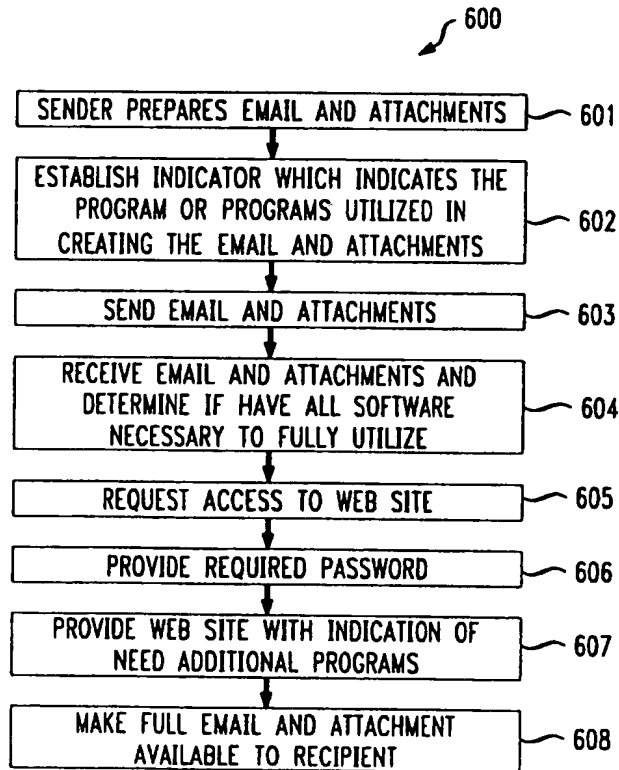 600
SENDER PREPARES EMAIL AND ATTACHMENTS
601
ESTABLISH INDICATOR WHICH INDICATES THE
PROGRAM OR PROGRAMS UTILIZED IN
CREATING THE EMAIL AND ATTACHMENTS
602
SEND EMAIL AND ATTACHMENTS
603
RECEIVE EMAIL AND ATTACHMENTS AND
DETERMINE IF HAVE ALL SOFTWARE
NECESSARY TO FULLY UTILIZE
604
REQUEST ACCESS TO WEB SITE
605
PROVIDE REQUIRED PASSWORD
606
PROVIDE WEB SITE WITH INDICATION OF
NEED ADDITIONAL PROGRAMS
607
MAKE FULL EMAIL AND ATTACHMENT
AVAILABLE TO RECIPIENT
608